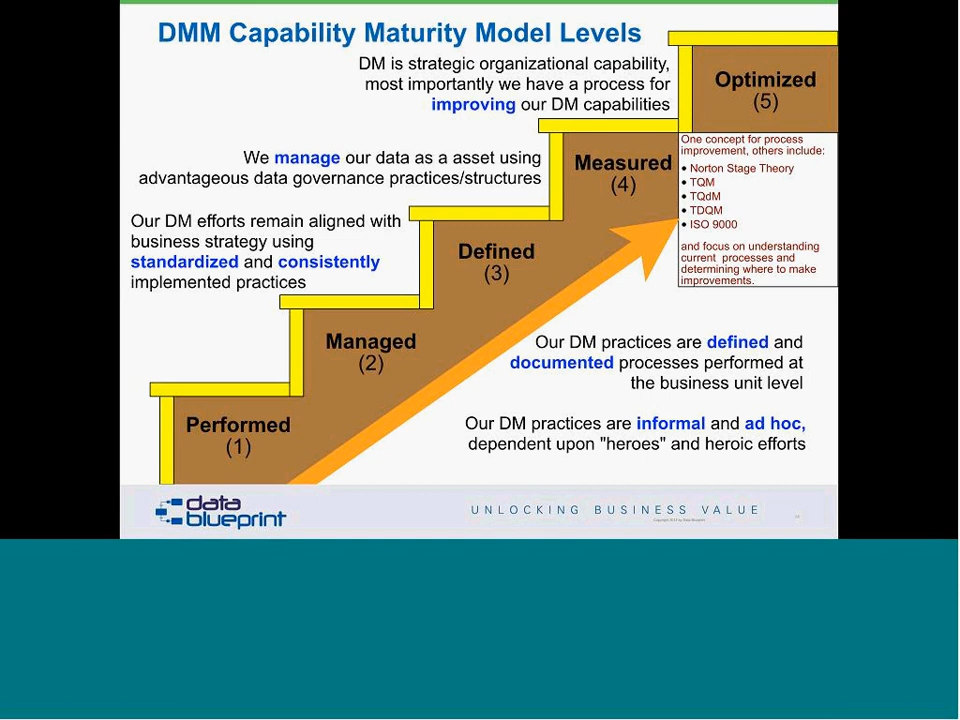 DMM Capability Maturity Model Levels
DM is strategic organizational capability,
most importantly we have a process for
improving our DM capabilities
Optimized
(5)
One concept for process
improvement, others include:
• Norton Stage Theory
• TQM
• TQdM
• TDQM
• ISO 9000
and focus on understanding
current processes and
determining where to make
improvements.
We manage our data as a asset using
advantageous data governance practices/structures
Measured
(4)
Our DM efforts remain aligned with
business strategy using
standardized and consistently
implemented practices
Defined
(3)
Managed
(2)
Our DM practices are defined and
documented processes performed at
the business unit level
Performed
(1)
Our DM practices are informal and ad hoc,
dependent upon "heroes" and heroic efforts
data
blueprint
UNLOCKING BUSINESS VALUE